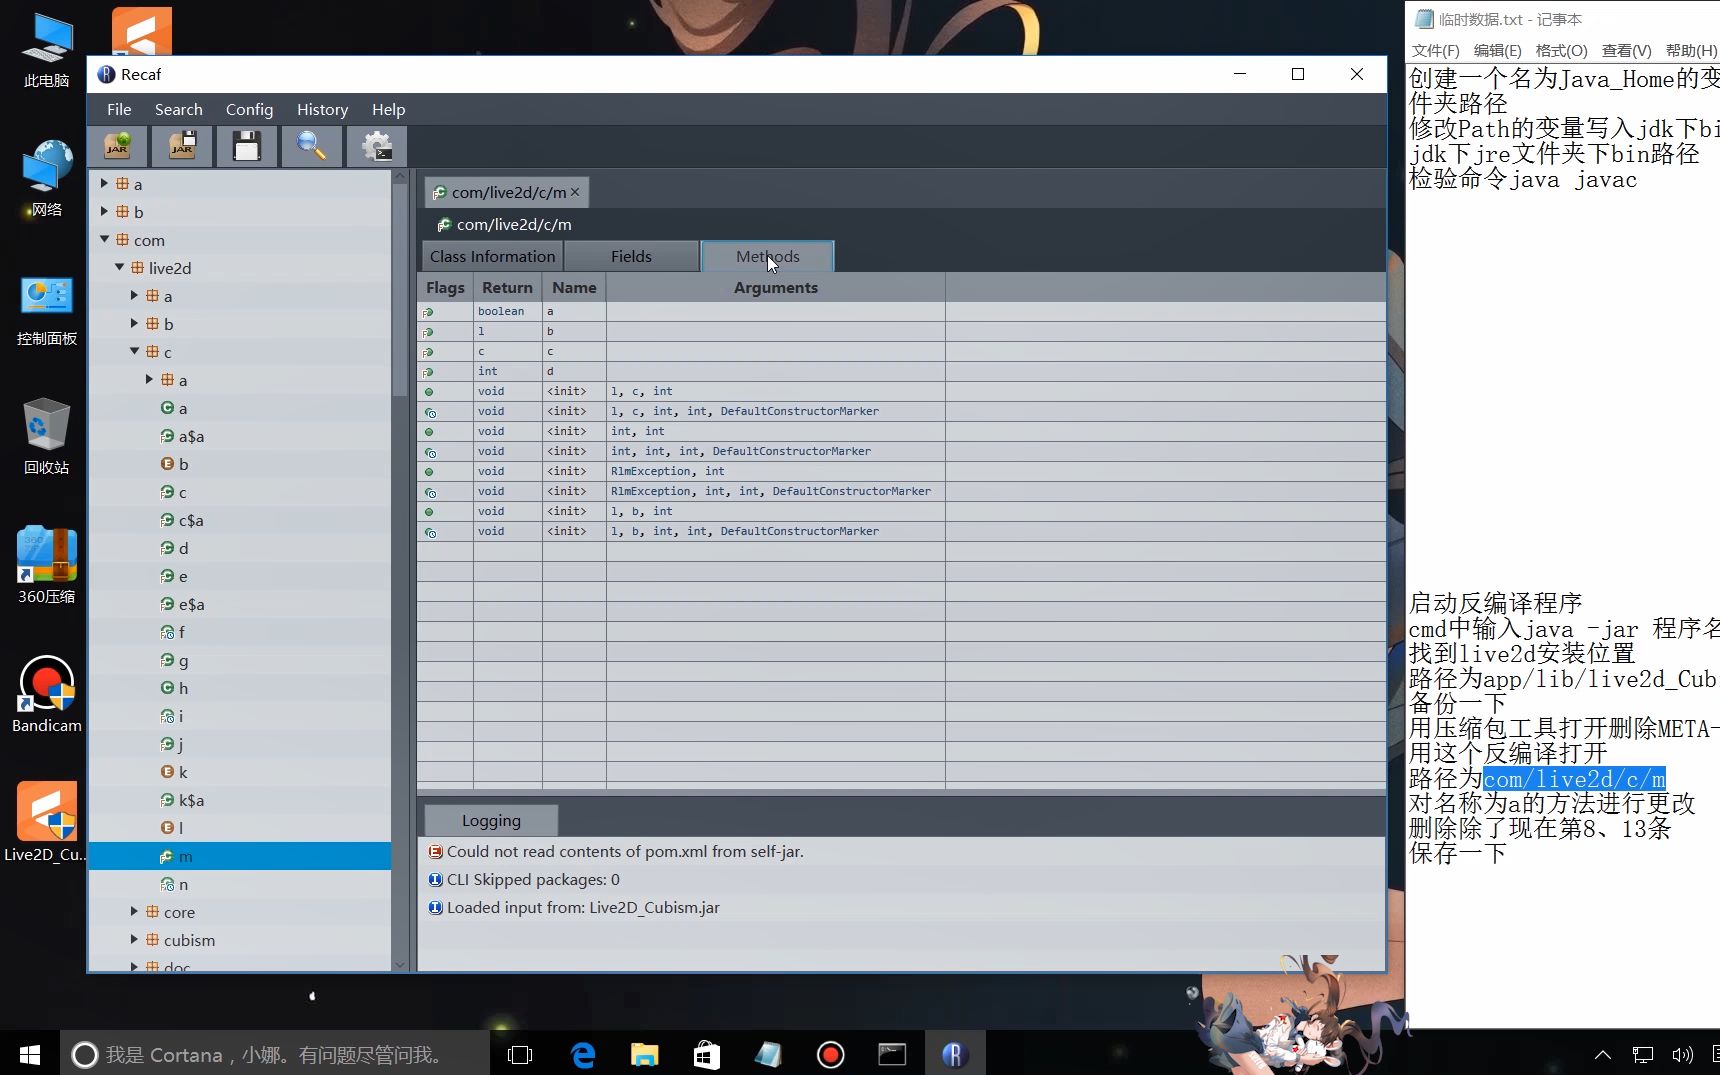 此电脑
网络
控制面板
回收站
360压缩
Bandicam
Live2D_Cu...
Recaf
File Search Config History Help
a
b
com
live2d
a
b
c
a
a
a$a
b
c
c$a
d
e
e$a
f
g
h
i
j
k
k$a
l
m
n
core
cubism
doc
com/live2d/c/m ×
com/live2d/c/m
Class Information Fields Methods
Flags Return Name Arguments
boolean a
l b
c c
int d
void <init> l, c, int
void <init> l, c, int, int, DefaultConstructorMarker
void <init> int, int
void <init> int, int, int, DefaultConstructorMarker
void <init> RlmException, int
void <init> RlmException, int, int, DefaultConstructorMarker
void <init> l, b, int
void <init> l, b, int, int, DefaultConstructorMarker
Logging
Could not read contents of pom.xml from self-jar.
CLI Skipped packages: 0
Loaded input from: Live2D_Cubism.jar
临时数据.txt - 记事本
文件(F) 编辑(E) 格式(O) 查看(V) 帮助(H)
创建一个名为Java_Home的变
件夹路径
修改Path的变量写入jdk下bi
jdk下jre文件夹下bin路径
检验命令java javac
启动反编译程序
cmd中输入java -jar 程序名
找到live2d安装位置
路径为app/lib/live2d_Cub
备份一下
用压缩包工具打开删除META-
用这个反编译打开
路径为com/live2d/c/m
对名称为a的方法进行更改
删除除了现在第8、13条
保存一下
我是 Cortana，小娜。有问题尽管问我。